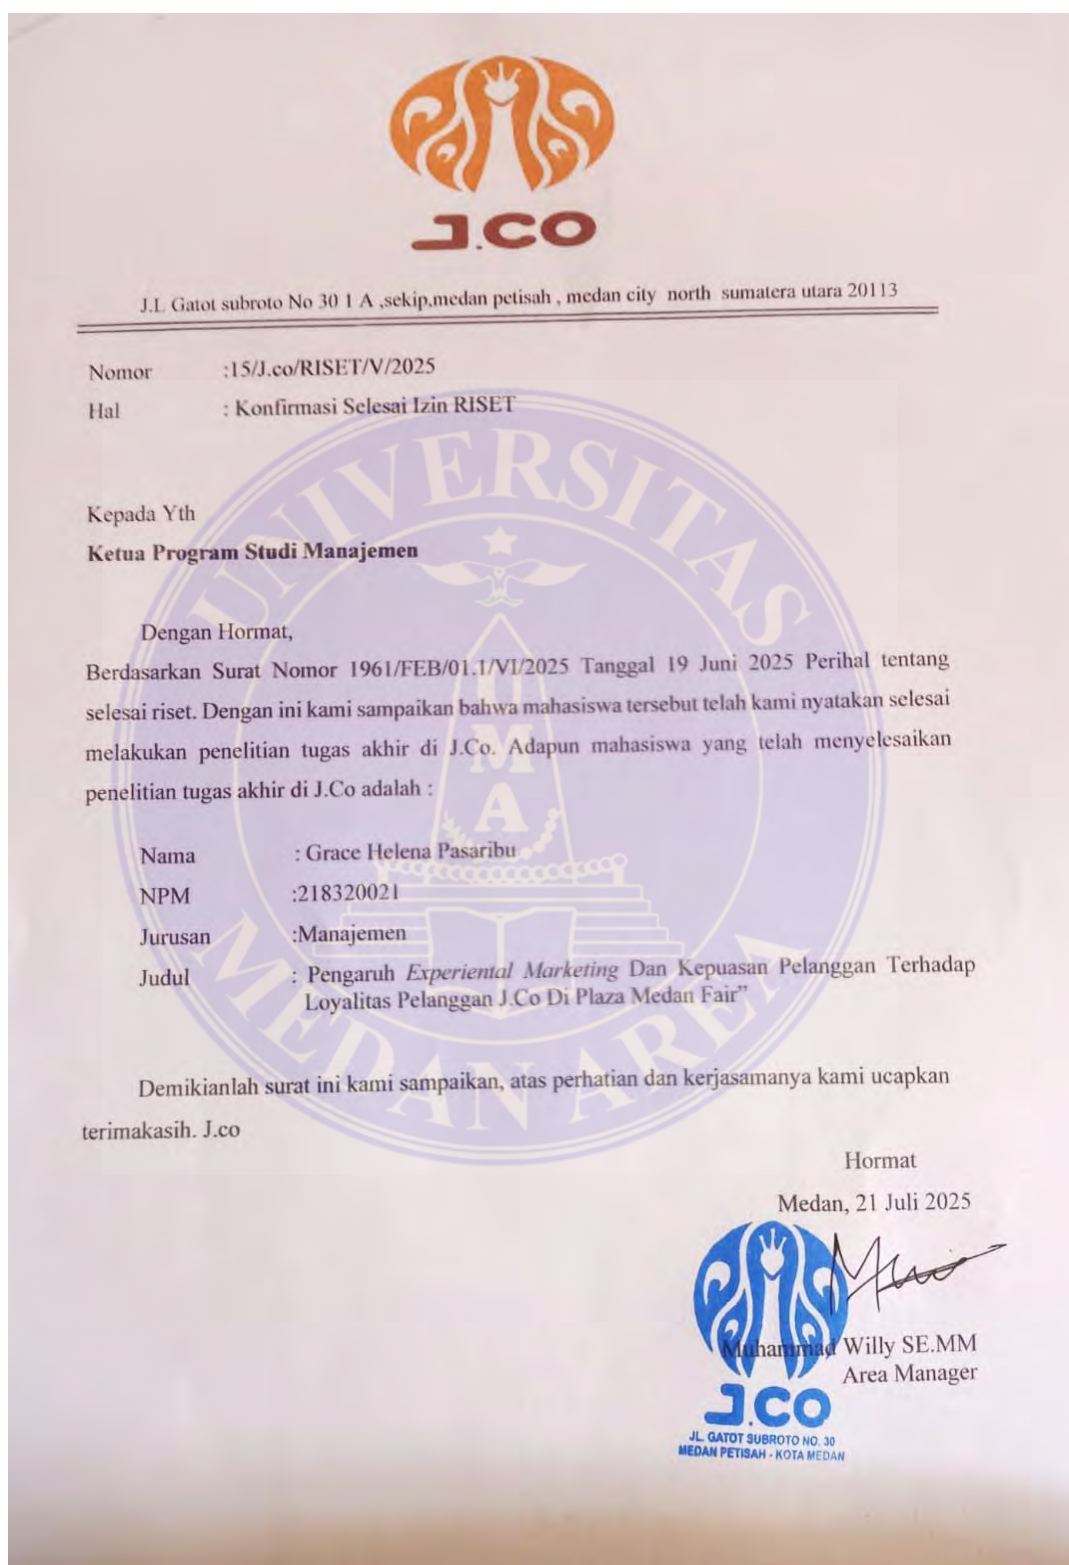 J.CO
J.L Gatot subroto No 30 1 A ,sekip,medan petisah , medan city north sumatera utara 20113
Nomor :15/J.co/RISET/V/2025
Hal : Konfirmasi Selesai Izin RISET
Kepada Yth
Ketua Program Studi Manajemen
Dengan Hormat,
Berdasarkan Surat Nomor 1961/FEB/01.1/VI/2025 Tanggal 19 Juni 2025 Perihal tentang
selesai riset. Dengan ini kami sampaikan bahwa mahasiswa tersebut telah kami nyatakan selesai
melakukan penelitian tugas akhir di J.Co. Adapun mahasiswa yang telah menyelesaikan
penelitian tugas akhir di J.Co adalah :
Nama : Grace Helena Pasaribu
NPM :218320021
Jurusan :Manajemen
Judul : Pengaruh Experiental Marketing Dan Kepuasan Pelanggan Terhadap
Loyalitas Pelanggan J.Co Di Plaza Medan Fair”
Demikianlah surat ini kami sampaikan, atas perhatian dan kerjasamanya kami ucapkan
terimakasih. J.co
Hormat
Medan, 21 Juli 2025
Muhammad Willy SE.MM
Area Manager
J.CO
JL. GATOT SUBROTO NO. 30
MEDAN PETISAH - KOTA MEDAN
UNIVERSITAS
MEDAN AREA
U
M
A